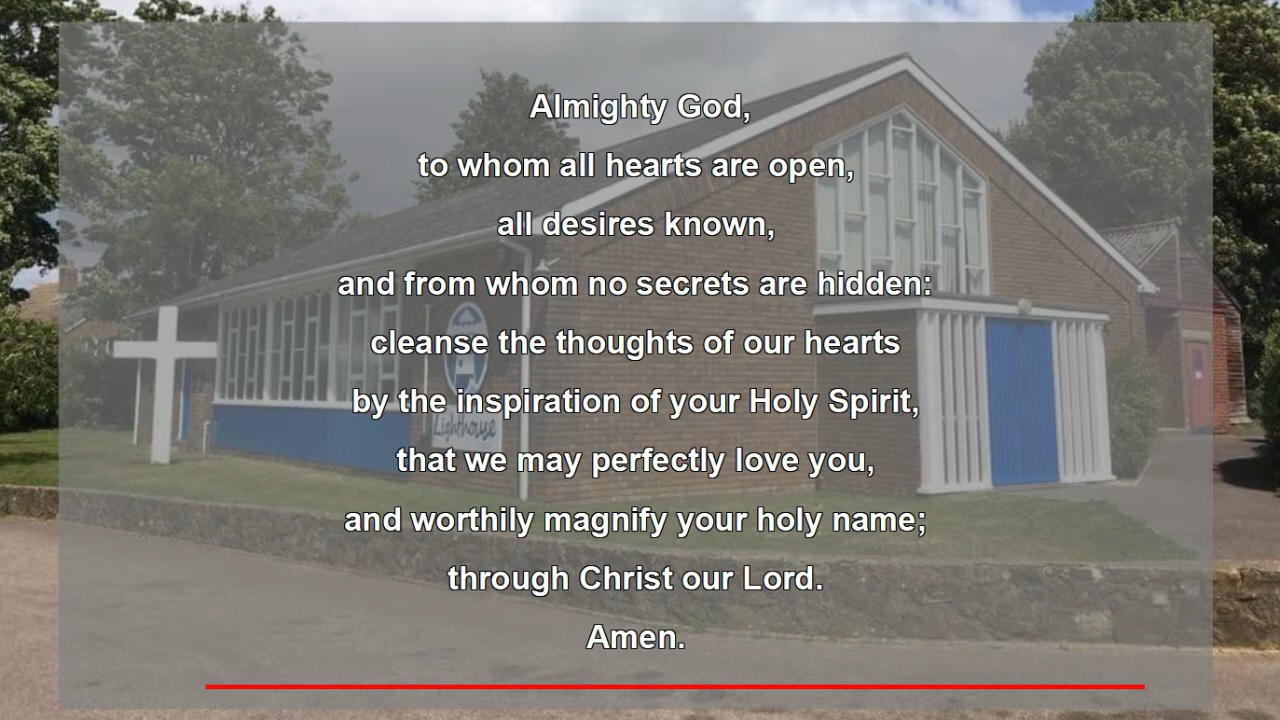 Almighty God,
to whom all hearts are open,
all desires known,
and from whom no secrets are hidden:
cleanse the thoughts of our hearts
by the inspiration of your Holy Spirit,
that we may perfectly love you,
and worthily magnify your holy name;
through Christ our Lord.
Amen.
Lighthouse